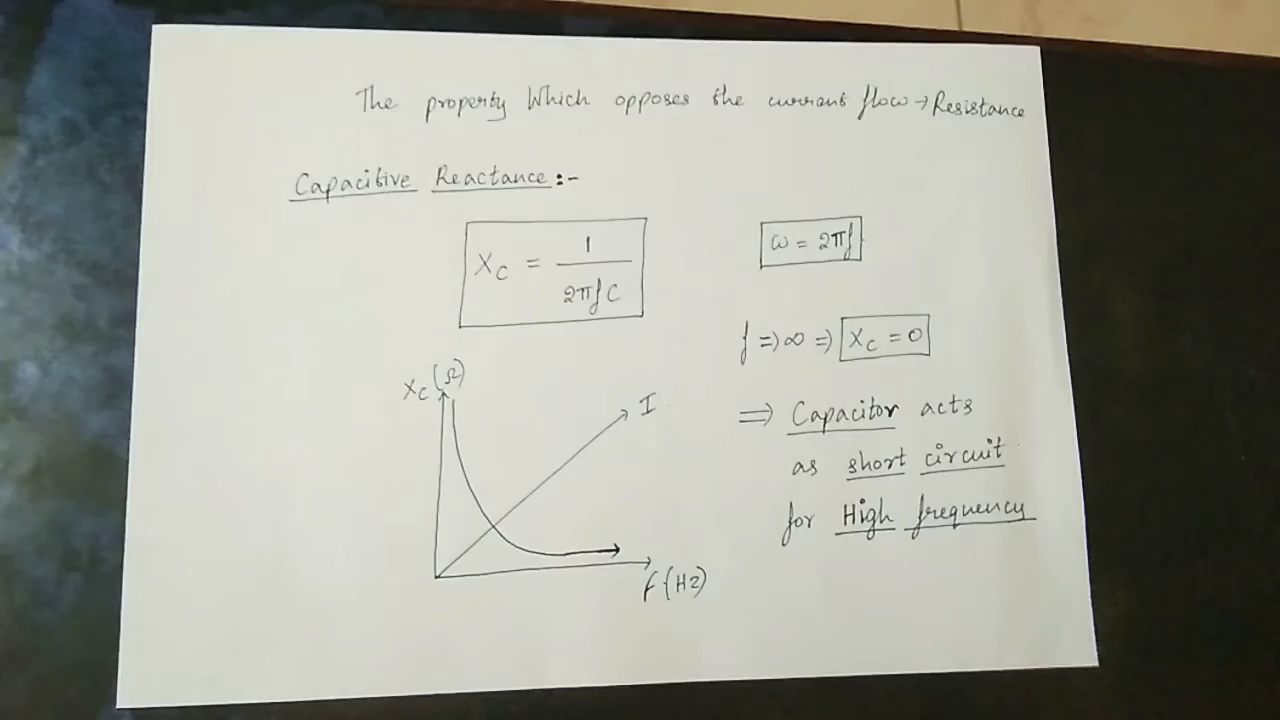 The property Which opposes the current flow → Resistance
Capacitive Reactance :-
X_C = 1 / 2πfC
ω = 2πf
f ⇒ ∞ ⇒ X_C = 0
X_C (Ω)
I
⇒ Capacitor acts
as short circuit
for High frequency
F (HZ)